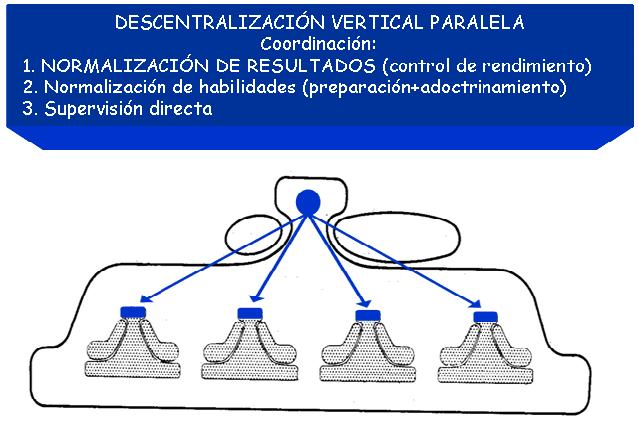 DESCENTRALIZACIÓN VERTICAL PARALELA
Coordinación:
1. NORMALIZACIÓN DE RESULTADOS (control de rendimiento)
2. Normalización de habilidades (preparación+adoctrinamiento)
3. Supervisión directa